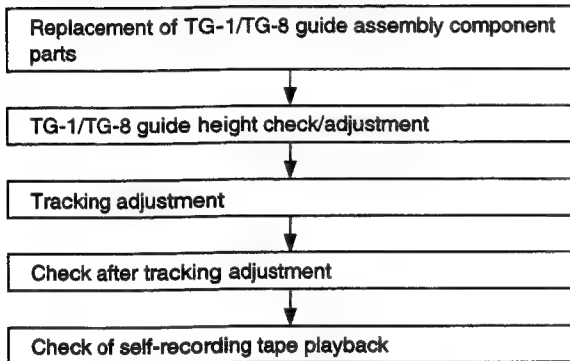 Replacement of TG-1/TG-8 guide assembly component
parts
TG-1/TG-8 guide height check/adjustment
Tracking adjustment
Check after tracking adjustment
Check of self-recording tape playback